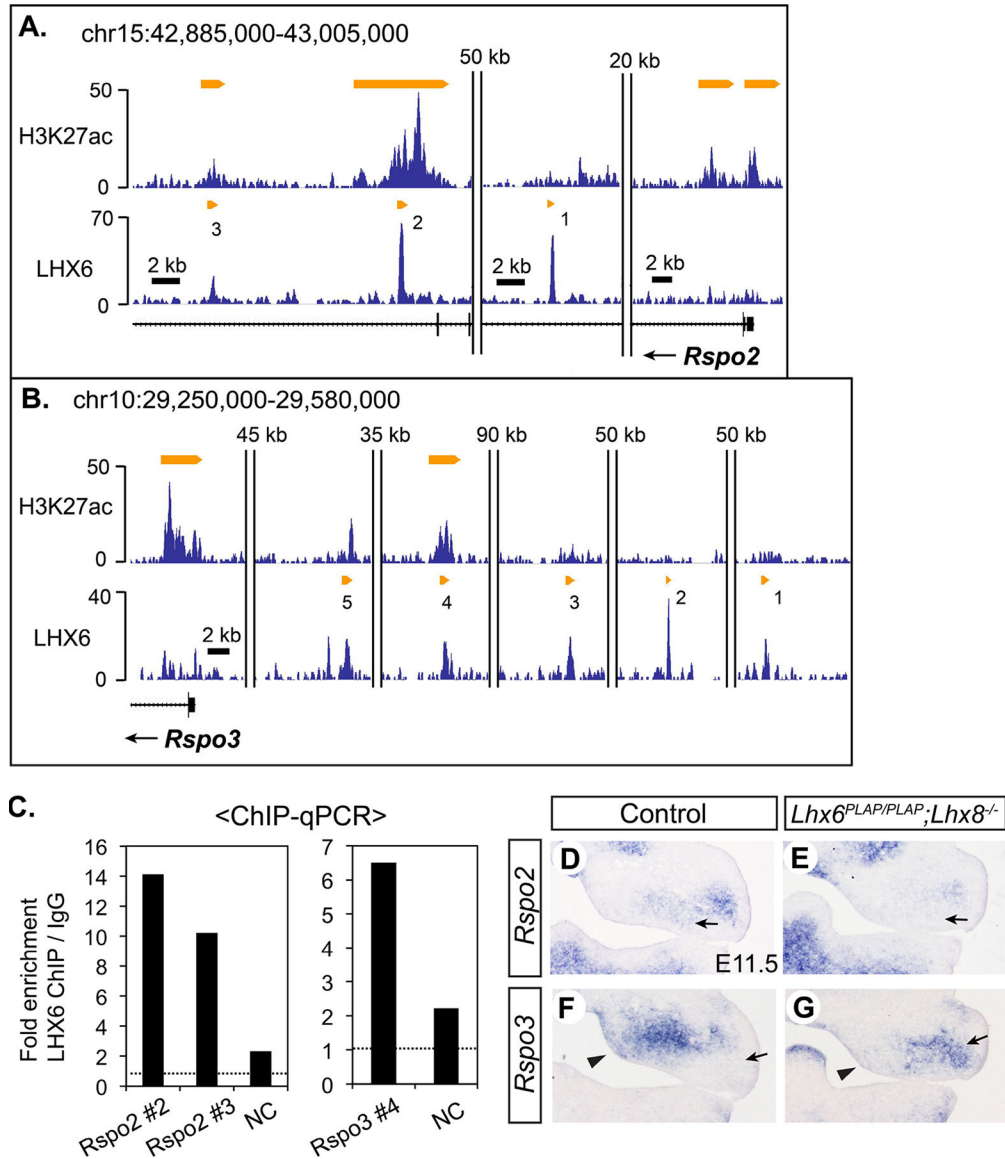 A. chr15:42,885,000-43,005,000
50 kb 20 kb
50
H3K27ac
0
70
3 2 1
LHX6
2 kb 2 kb 2 kb
0
← Rspo2
B. chr10:29,250,000-29,580,000
45 kb 35 kb 90 kb 50 kb 50 kb
50
H3K27ac
0
40
5 4 3 2 1
LHX6
2 kb
0
← Rspo3
C. <ChIP-qPCR>
Fold enrichment
LHX6 ChIP / IgG
16
14
12
10
8
6
4
2
0
Rspo2 #2 Rspo2 #3 NC
7
6
5
4
3
2
1
0
Rspo3 #4 NC
Control Lhx6PLAP/PLAP;Lhx8-/-
Rspo2
D E
E11.5
Rspo3
F G